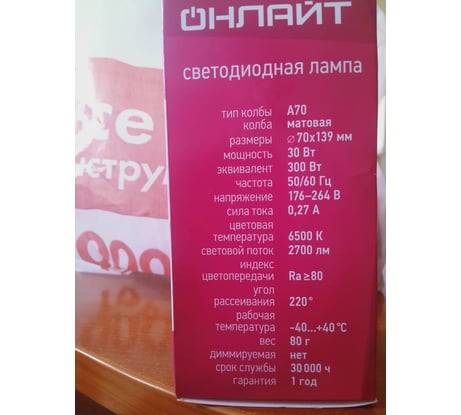 ОНЛАЙТ
светодиодная лампа
тип колбы А70
колба матовая
размеры ⌀70х139 мм
мощность 30 Вт
эквивалент 300 Вт
частота 50/60 Гц
напряжение 176–264 В
сила тока 0,27 А
цветовая
температура 6500 К
световой поток 2700 лм
индекс
цветопередачи Ra≥80
угол
рассеивания 220°
рабочая
температура -40...+40°С
вес 80 г
диммируемая нет
срок службы 30 000 ч
гарантия 1 год